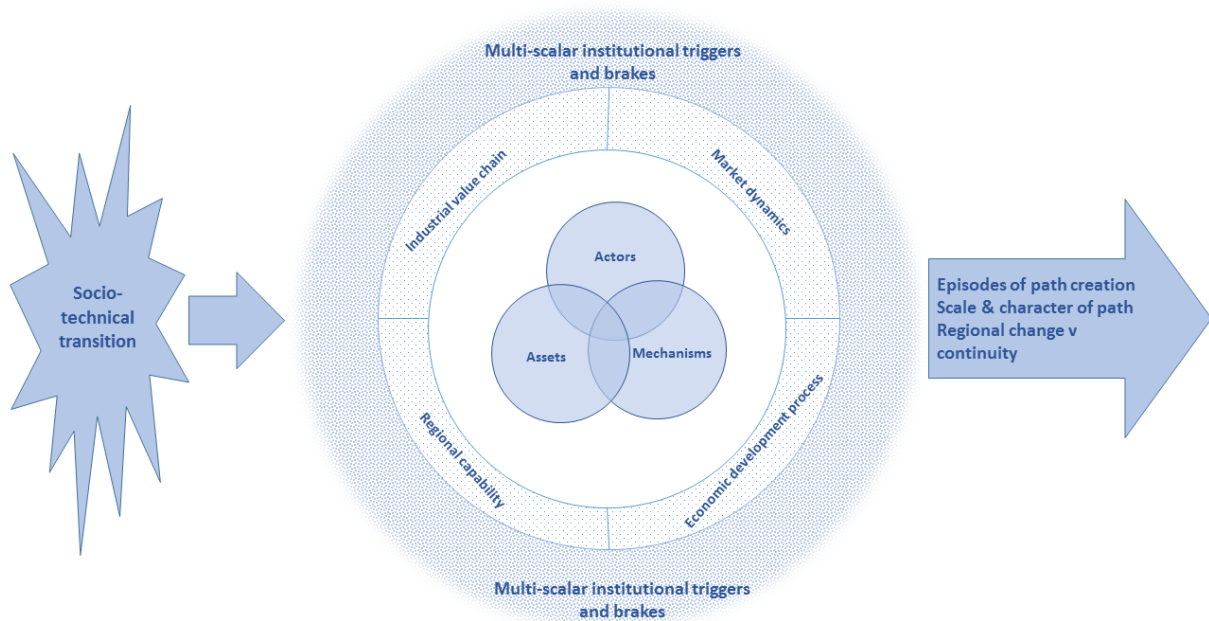 Multi-scalar institutional triggers
and brakes
Industrial value chain
Market dynamics
Actors
Socio-
technical
transition
Episodes of path creation
Scale & character of path
Regional change v
continuity
Assets
Mechanisms
Regional capability
Economic development process
Multi-scalar institutional triggers
and brakes